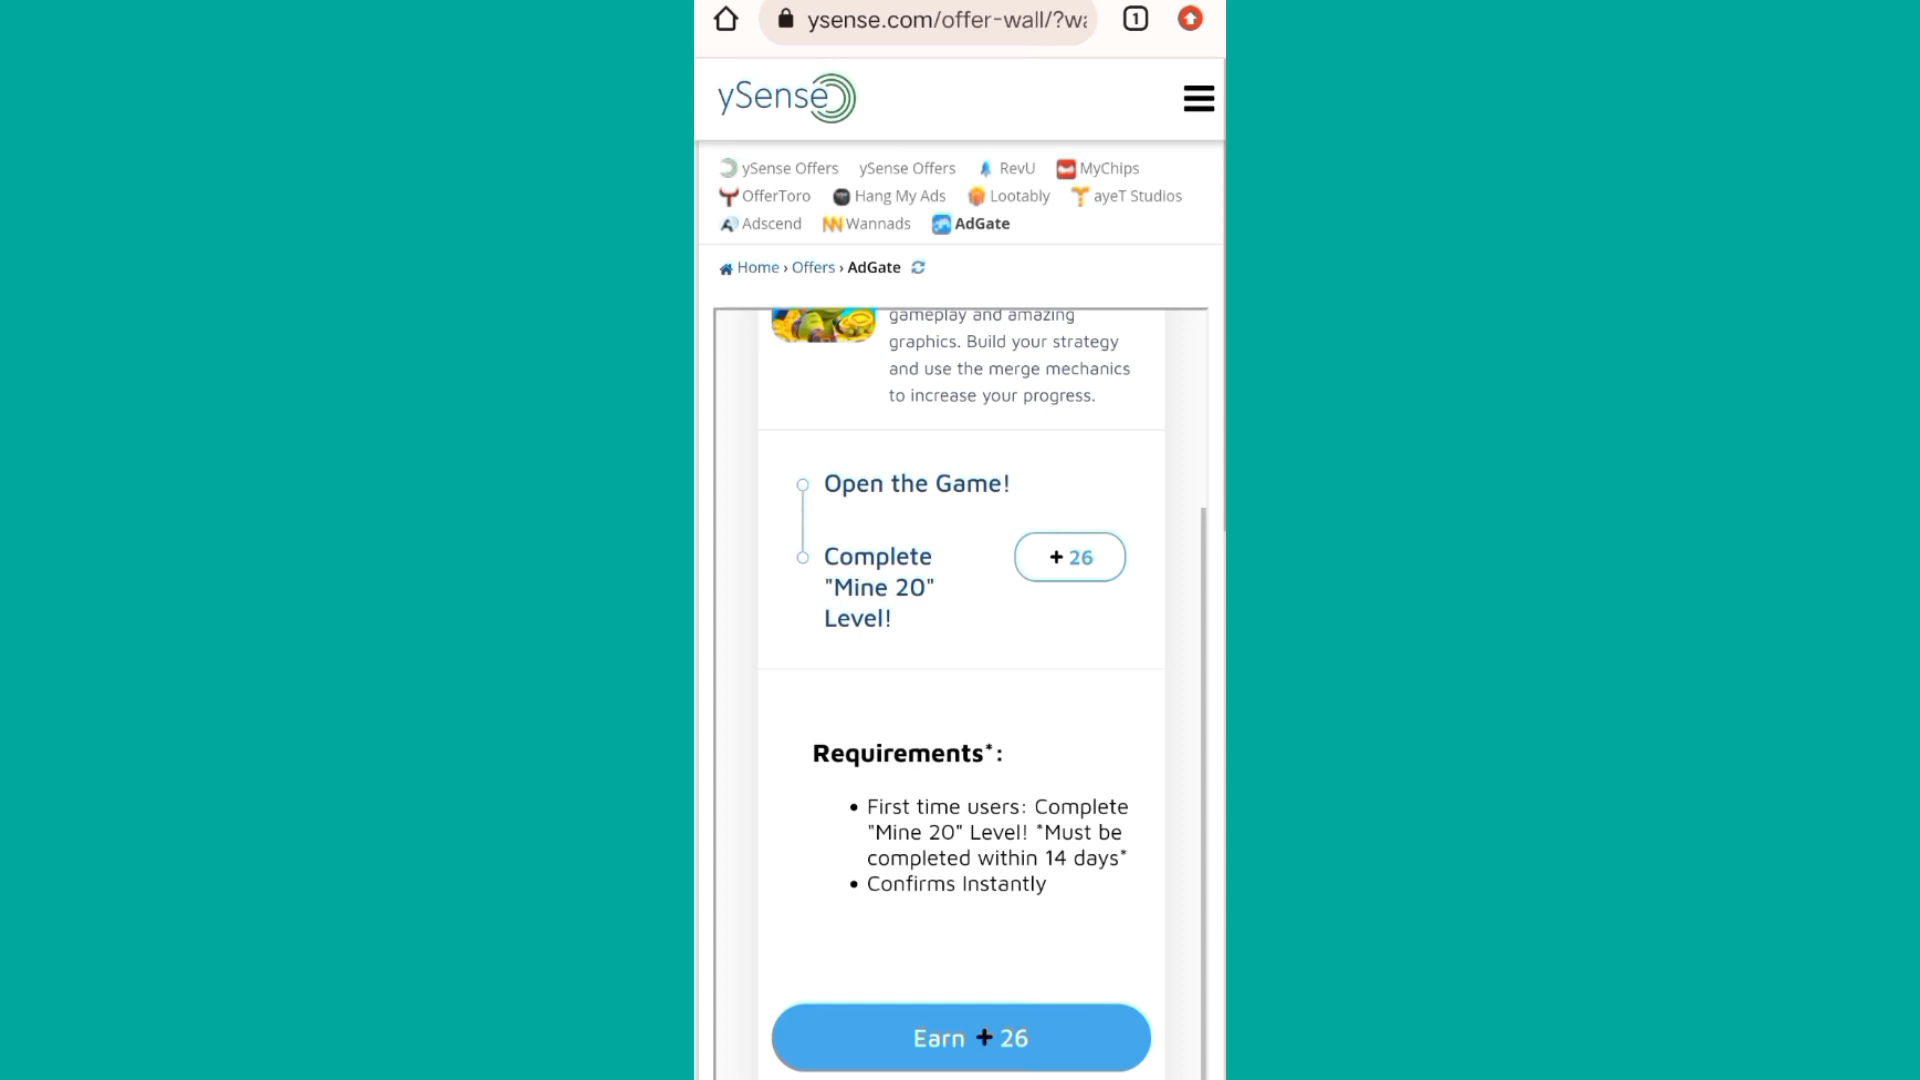 ysense.com/offer-wall/?wa
1
ySense
ySense Offers ySense Offers RevU MyChips
OfferToro Hang My Ads Lootably ayeT Studios
Adscend Wannads AdGate
Home › Offers › AdGate
gameplay and amazing
graphics. Build your strategy
and use the merge mechanics
to increase your progress.
Open the Game!
Complete + 26
"Mine 20"
Level!
Requirements*:
• First time users: Complete
"Mine 20" Level! *Must be
completed within 14 days*
• Confirms Instantly
Earn + 26